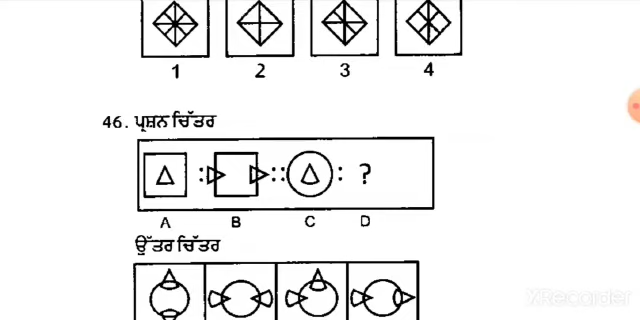 1 2 3 4
46. ਪ੍ਰਸ਼ਨ ਚਿੱਤਰ
: :: : ?
A B C D
ਉੱਤਰ ਚਿੱਤਰ
XRecorder